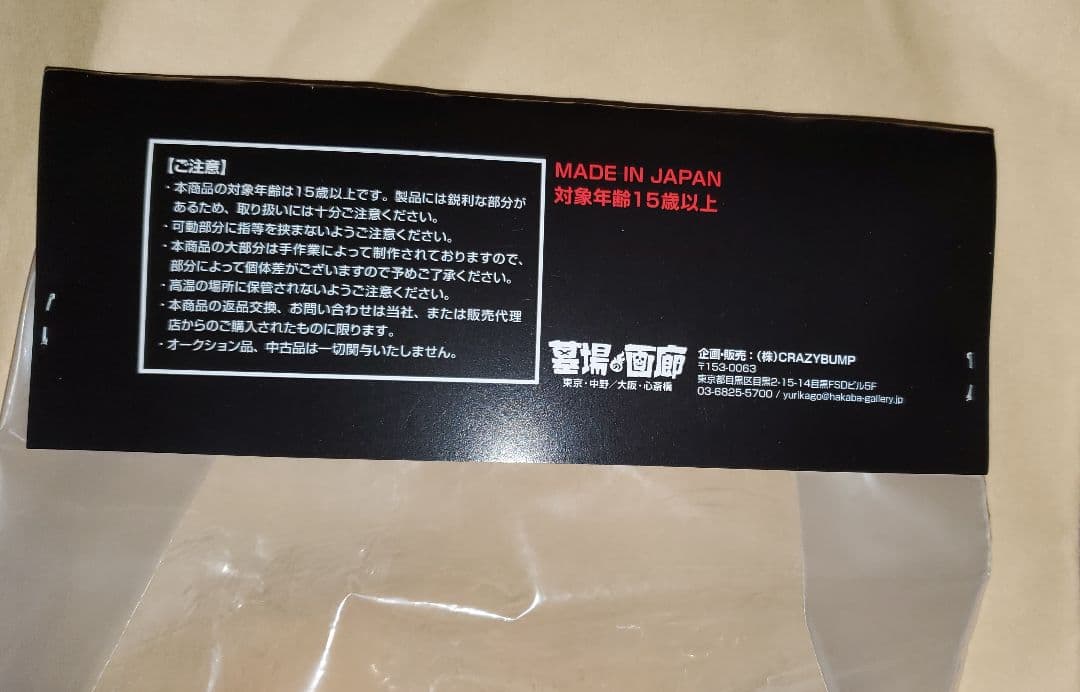 【ご注意】
・本商品の対象年齢は15歳以上です。製品には鋭利な部分が
あるため、取り扱いには十分ご注意ください。
・可動部分に指等を挟まないようご注意ください。
・本商品の大部分は手作業によって制作されておりますので、
部分によって個体差がございますので予めご了承ください。
・高温の場所に保管されないようご注意ください。
・本商品の返品交換、お問い合わせは当社、または販売代理
店からのご購入されたものに限ります。
・オークション品、中古品は一切関与いたしません。
MADE IN JAPAN
対象年齢15歳以上
墓場の画廊
東京・中野／大阪・心斎橋
企画・販売：(株)CRAZYBUMP
〒153-0063
東京都目黒区目黒2-15-14目黒FSDビル5F
03-6825-5700 / yurikago@hakaba-gallery.jp